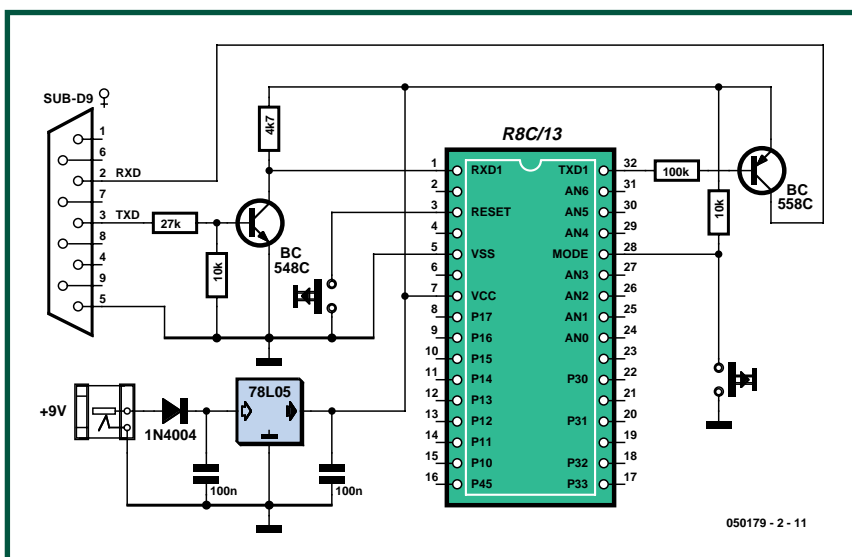 SUB-D9
1
6
2 RXD
7
3 TXD
8
4
9
5
27k
10k
4k7
BC
548C
R8C/13
1 RXD1
2
3 RESET
4
5 VSS
6
7 VCC
8 P17
9 P16
10 P15
11 P14
12 P13
13 P12
14 P11
15 P10
16 P45
TXD1 32
AN6 31
AN5 30
AN4 29
MODE 28
AN3 27
AN2 26
AN1 25
AN0 24
23
P30 22
21
P31 20
19
P32 18
P33 17
100k
10k
BC
558C
+9V
1N4004
78L05
100n
100n
050179 - 2 - 11